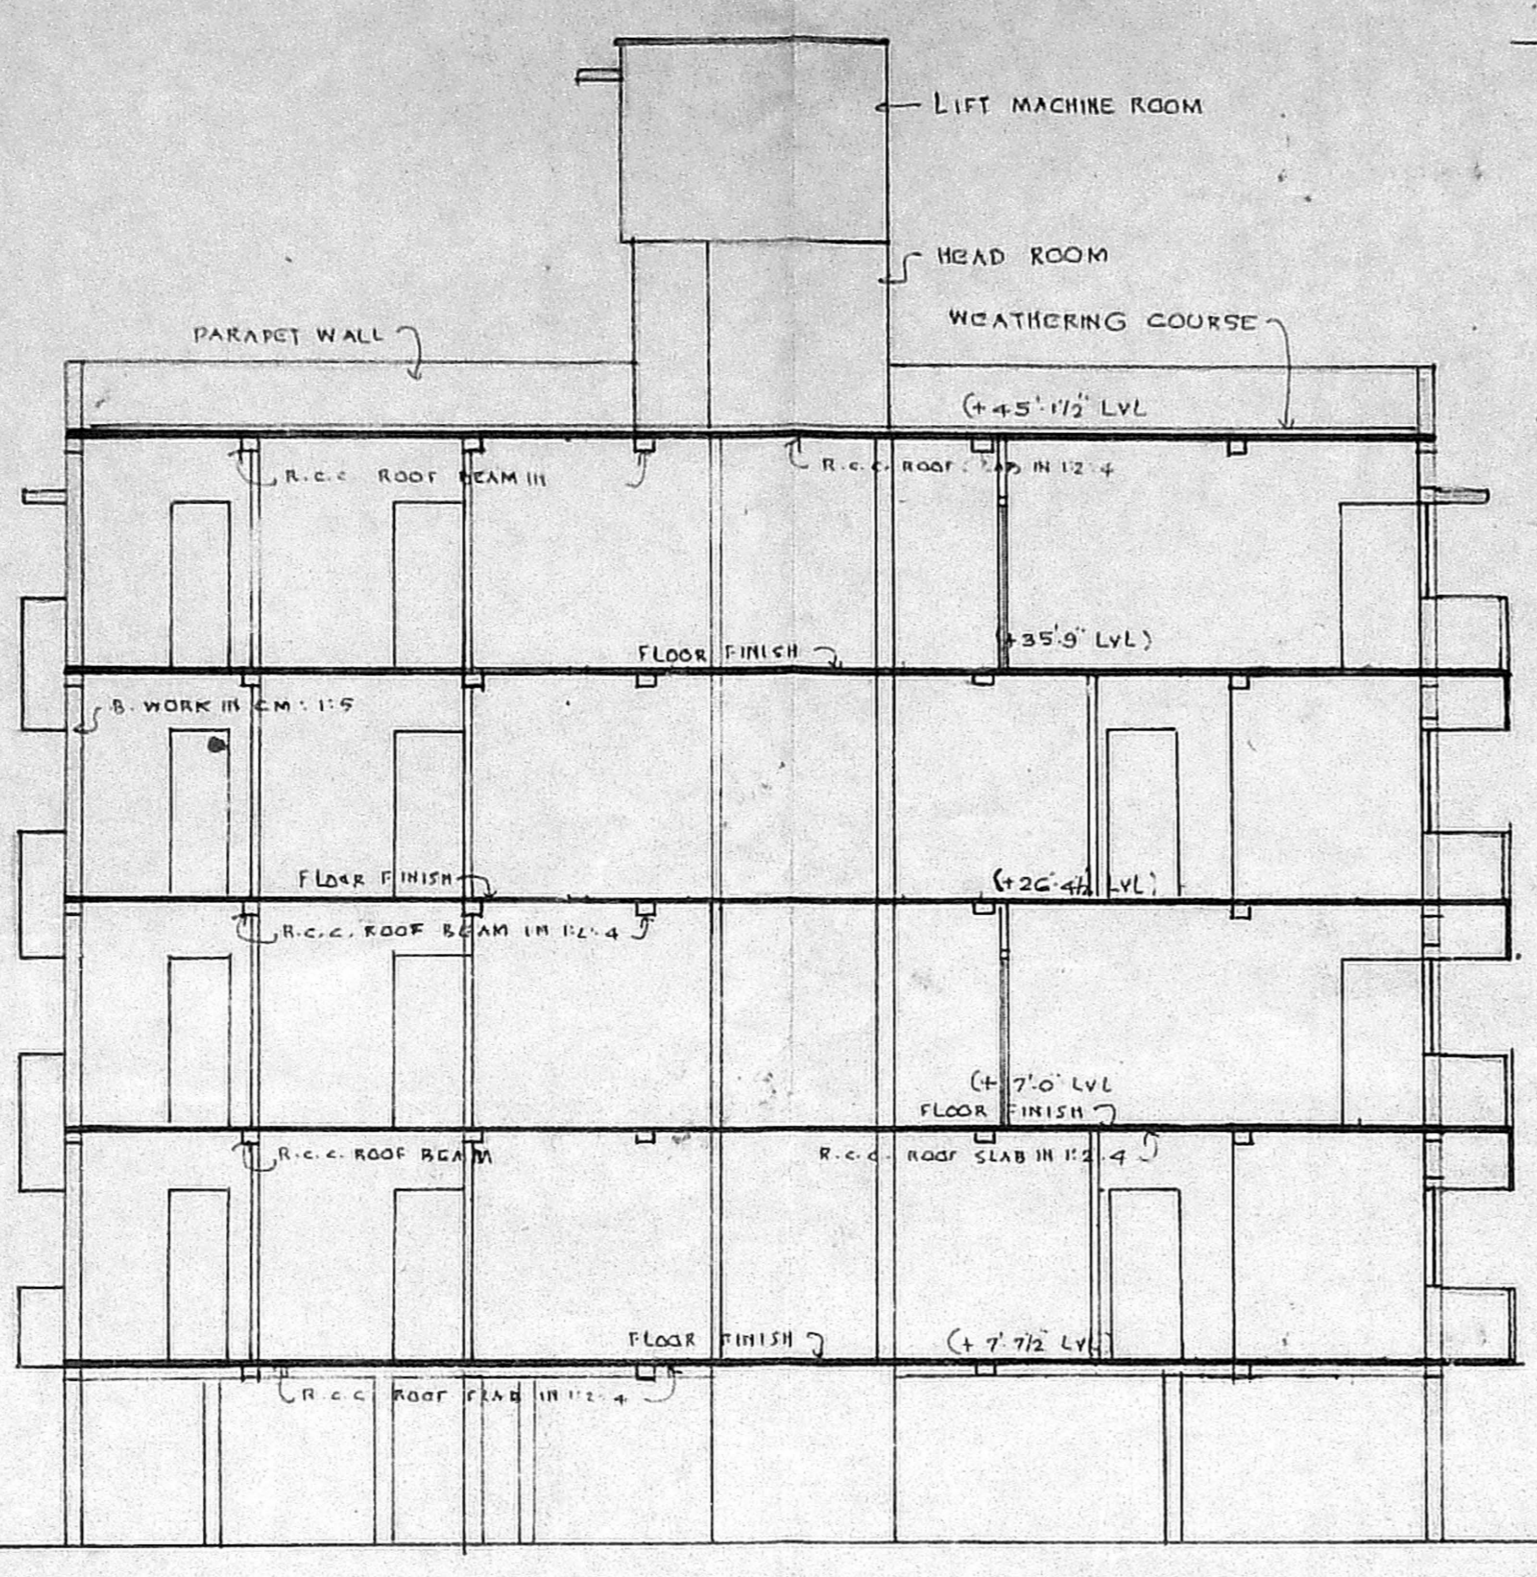 LIFT MACHINE ROOM
HEAD ROOM
WEATHERING COURSE
PARAPET WALL
(+45'-1½" LVL
R.C.C ROOF BEAM IN
R.C.C. ROOF SLAB IN 1:2:4
(+35'.9" LVL)
FLOOR FINISH
B. WORK IN CM: 1:5
FLOOR FINISH
(+26'.4½ LVL)
R.C.C. ROOF BEAM IN 1:2:4
(+ 7'.0" LVL
FLOOR FINISH
R.C.C. ROOF BEAM
R.C.C. ROOF SLAB IN 1:2:4
FLOOR FINISH
(+ 7'.7½" LVL)
R.C.C ROOF SLAB IN 1:2:4